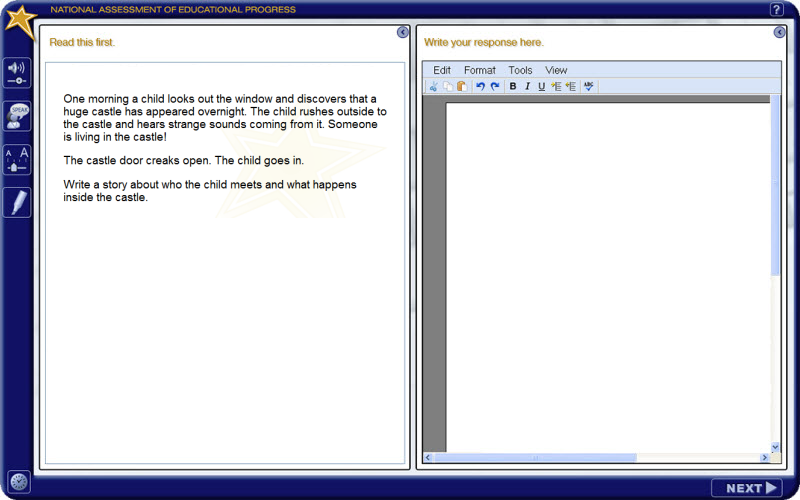 NATIONAL ASSESSMENT OF EDUCATIONAL PROGRESS
?
Read this first.
One morning a child looks out the window and discovers that a
huge castle has appeared overnight. The child rushes outside to
the castle and hears strange sounds coming from it. Someone
is living in the castle!
The castle door creaks open. The child goes in.
Write a story about who the child meets and what happens
inside the castle.
Write your response here.
Edit Format Tools View
B I U ABC
SPEAK
A A
NEXT